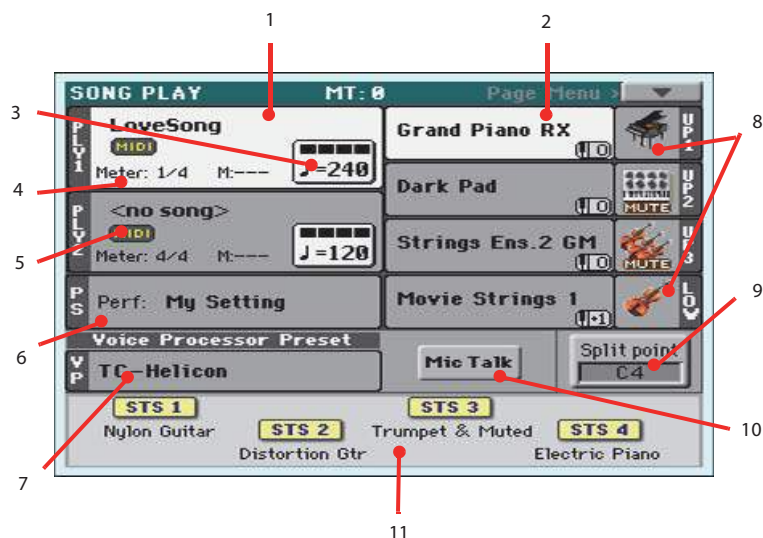 1
2
3
4
5
6
7
8
9
10
11
SONG PLAY
MT: 0
Page Menu >
PLY1
LoveSong
MIDI
Meter: 1/4 M:---
♩=240
PLY2
<no song>
MIDI
Meter: 4/4 M:---
♩=120
PS
Perf: My Setting
Voice Processor Preset
VP
TC-Helicon
Grand Piano RX
0
UP1
Dark Pad
0
MUTE
UP2
Strings Ens.2 GM
0
MUTE
UP3
Movie Strings 1
+1
LOW
Mic Talk
Split point
C4
STS 1
Nylon Guitar
STS 2
Distortion Gtr
STS 3
Trumpet & Muted
STS 4
Electric Piano